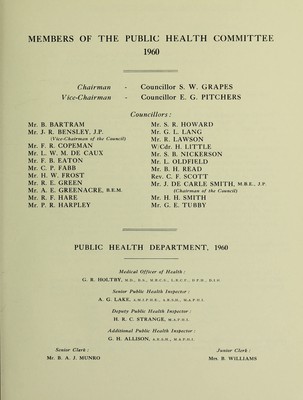 MEMBERS OF THE PUBLIC HEALTH COMMITTEE
1960
Chairman - Councillor S. W. GRAPES
Vice-Chairman - Councillor E. G. PITCHERS
Councillors:
Mr. B. BARTRAM
Mr. J. R. BENSLEY, J.P.
(Vice-Chairman of the Council)
Mr. F. R. COPEMAN
Mr. L. W. M. DE CAUX
Mr. F. B. EATON
Mr. C. P. FABB
Mr. H. W. FROST
Mr. R. E. GREEN
Mr. A. E. GREENACRE, B.E.M.
Mr. R. F. HARE
Mr. P. R. HARPLEY
Mr. S. R. HOWARD
Mr. G. L. LANG
Mr. R. LAWSON
W/Cdr. H. LITTLE
Mr. S. B. NICKERSON
Mr. L. OLDFIELD
Mr. B. H. READ
Rev. C. F. SCOTT
Mr. J. DE CARLE SMITH, M.B.E., J.P.
(Chairman of the Council)
Mr. H. H. SMITH
Mr. G. E. TUBBY
PUBLIC HEALTH DEPARTMENT, 1960
Medical Officer of Health:
G. R. HOLTBY, M.D., B.S., M.R.C.S., L.R.C.P., D.P.H., D.I.H.
Senior Public Health Inspector:
A. G. LAKE, A.M.I.P.H.E., A.R.S.H., M.A.P.H.I.
Deputy Public Health Inspector:
H. R. C. STRANGE, M.A.P.H.I.
Additional Public Health Inspector:
G. H. ALLISON, A.R.S.H., M.A.P.H.I.
Senior Clerk:
Mr. B. A. J. MUNRO
Junior Clerk:
Mrs. B. WILLIAMS